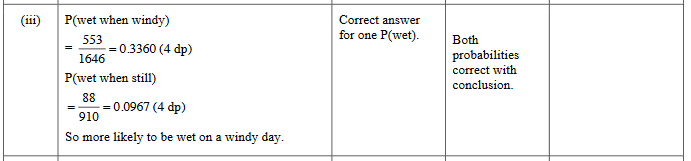 (iii)
P(wet when windy)
= 553/1646 = 0.3360 (4 dp)
P(wet when still)
= 88/910 = 0.0967 (4 dp)
So more likely to be wet on a windy day.
Correct answer
for one P(wet).
Both
probabilities
correct with
conclusion.